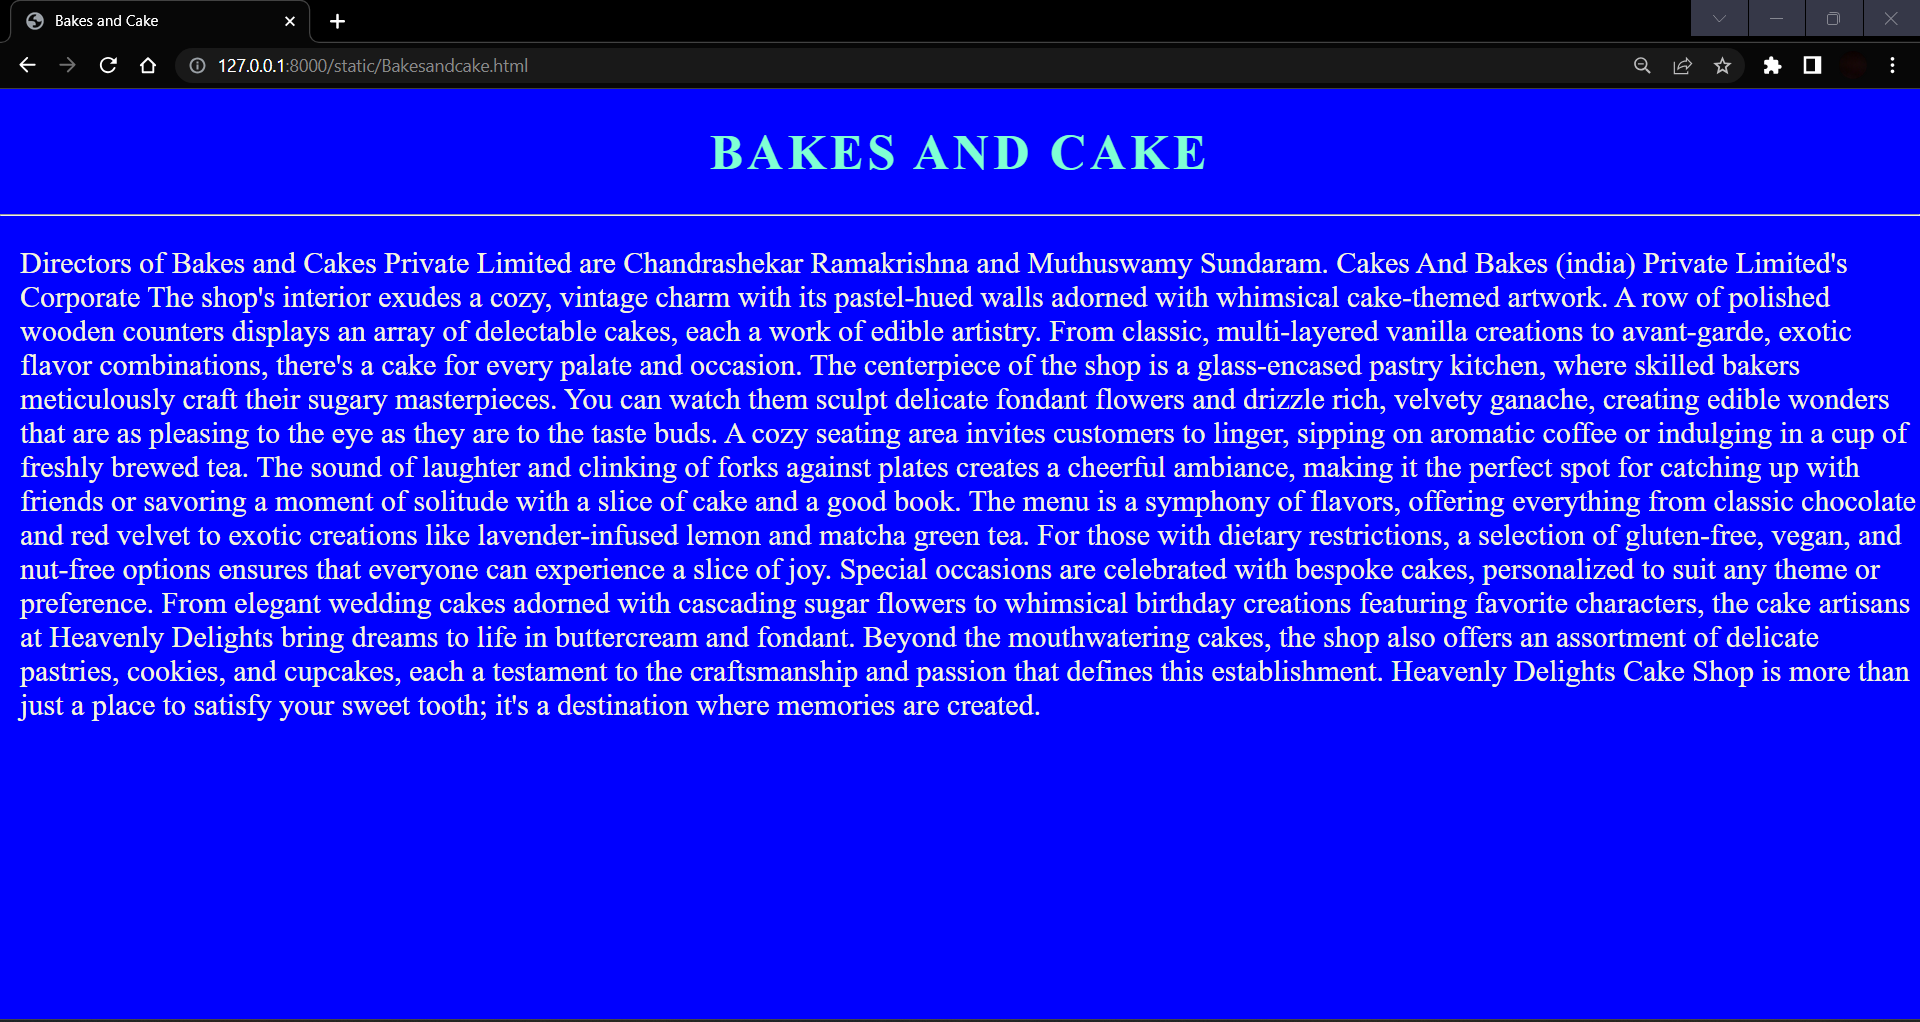 Bakes and Cake
127.0.0.1:8000/static/Bakesandcake.html
BAKES AND CAKE
Directors of Bakes and Cakes Private Limited are Chandrashekar Ramakrishna and Muthuswamy Sundaram. Cakes And Bakes (india) Private Limited's
Corporate The shop's interior exudes a cozy, vintage charm with its pastel-hued walls adorned with whimsical cake-themed artwork. A row of polished
wooden counters displays an array of delectable cakes, each a work of edible artistry. From classic, multi-layered vanilla creations to avant-garde, exotic
flavor combinations, there's a cake for every palate and occasion. The centerpiece of the shop is a glass-encased pastry kitchen, where skilled bakers
meticulously craft their sugary masterpieces. You can watch them sculpt delicate fondant flowers and drizzle rich, velvety ganache, creating edible wonders
that are as pleasing to the eye as they are to the taste buds. A cozy seating area invites customers to linger, sipping on aromatic coffee or indulging in a cup of
freshly brewed tea. The sound of laughter and clinking of forks against plates creates a cheerful ambiance, making it the perfect spot for catching up with
friends or savoring a moment of solitude with a slice of cake and a good book. The menu is a symphony of flavors, offering everything from classic chocolate
and red velvet to exotic creations like lavender-infused lemon and matcha green tea. For those with dietary restrictions, a selection of gluten-free, vegan, and
nut-free options ensures that everyone can experience a slice of joy. Special occasions are celebrated with bespoke cakes, personalized to suit any theme or
preference. From elegant wedding cakes adorned with cascading sugar flowers to whimsical birthday creations featuring favorite characters, the cake artisans
at Heavenly Delights bring dreams to life in buttercream and fondant. Beyond the mouthwatering cakes, the shop also offers an assortment of delicate
pastries, cookies, and cupcakes, each a testament to the craftsmanship and passion that defines this establishment. Heavenly Delights Cake Shop is more than
just a place to satisfy your sweet tooth; it's a destination where memories are created.